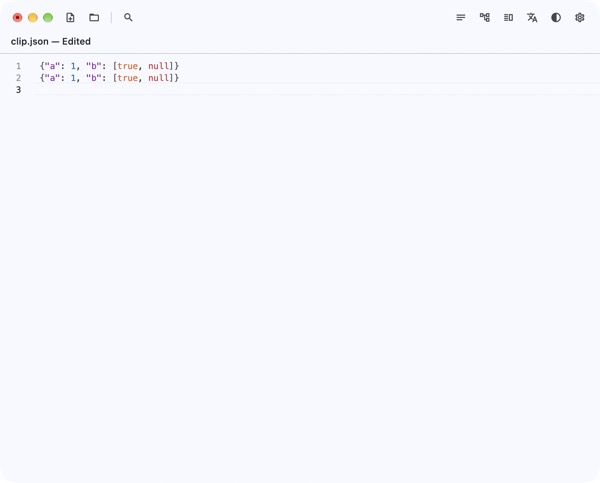 clip.json — Edited
1 {"a": 1, "b": [true, null]}
2 {"a": 1, "b": [true, null]}
3